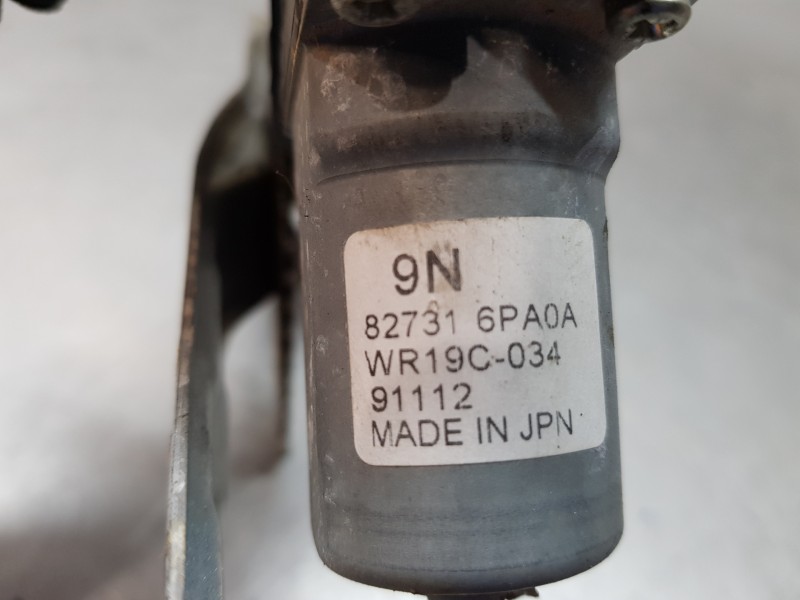 9N
82731 6PA0A
WR19C-034
91112
MADE IN JPN